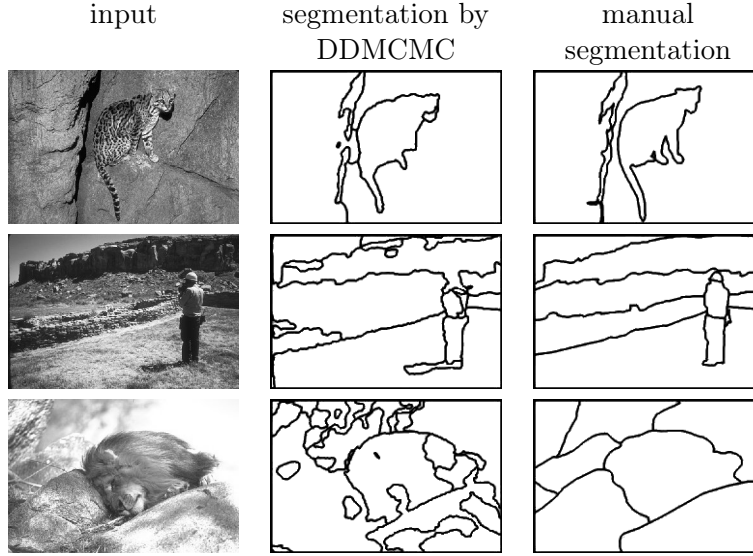 input
segmentation by
DDMCMC
manual
segmentation